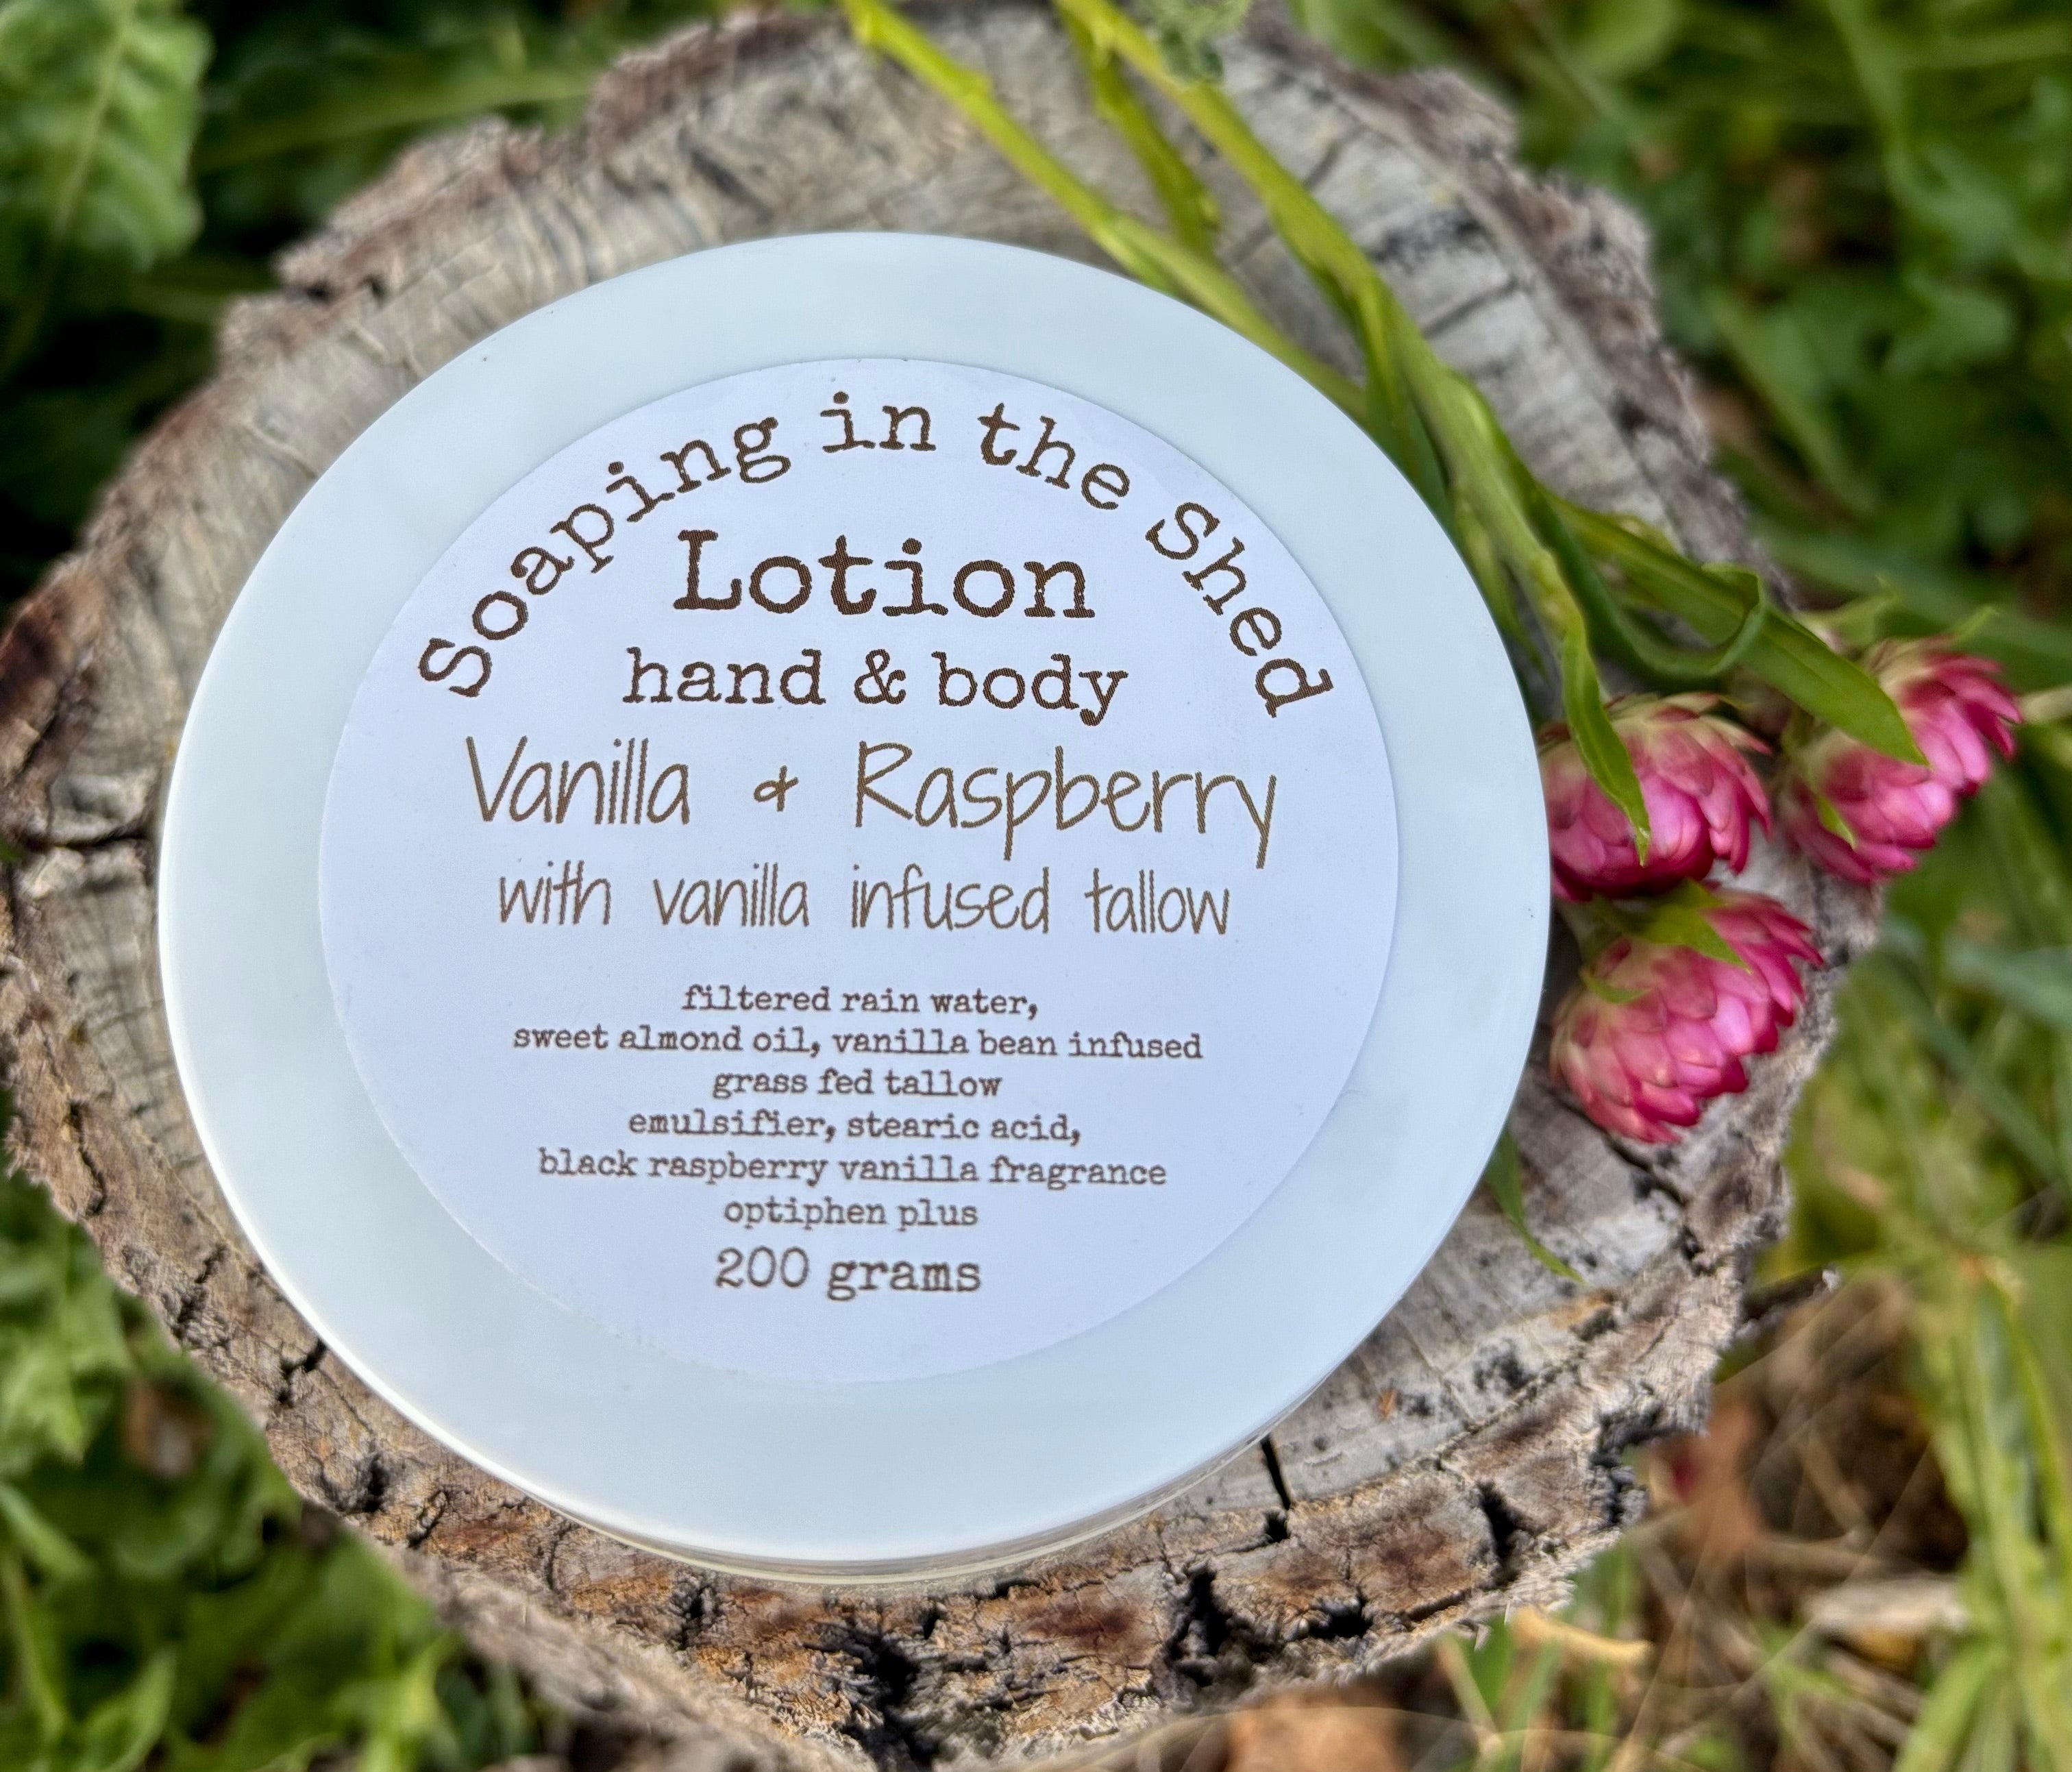 Soaping in the Shed
Lotion
hand & body
Vanilla & Raspberry
with vanilla infused tallow
filtered rain water,
sweet almond oil, vanilla bean infused
grass fed tallow
emulsifier, stearic acid,
black raspberry vanilla fragrance
optiphen plus
200 grams